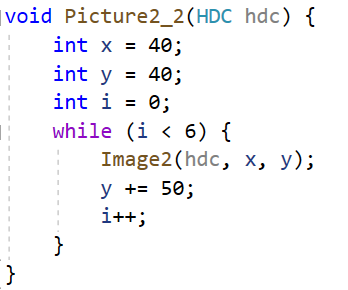 void Picture2_2(HDC hdc) {
    int x = 40;
    int y = 40;
    int i = 0;
    while (i < 6) {
        Image2(hdc, x, y);
        y += 50;
        i++;
    }
}